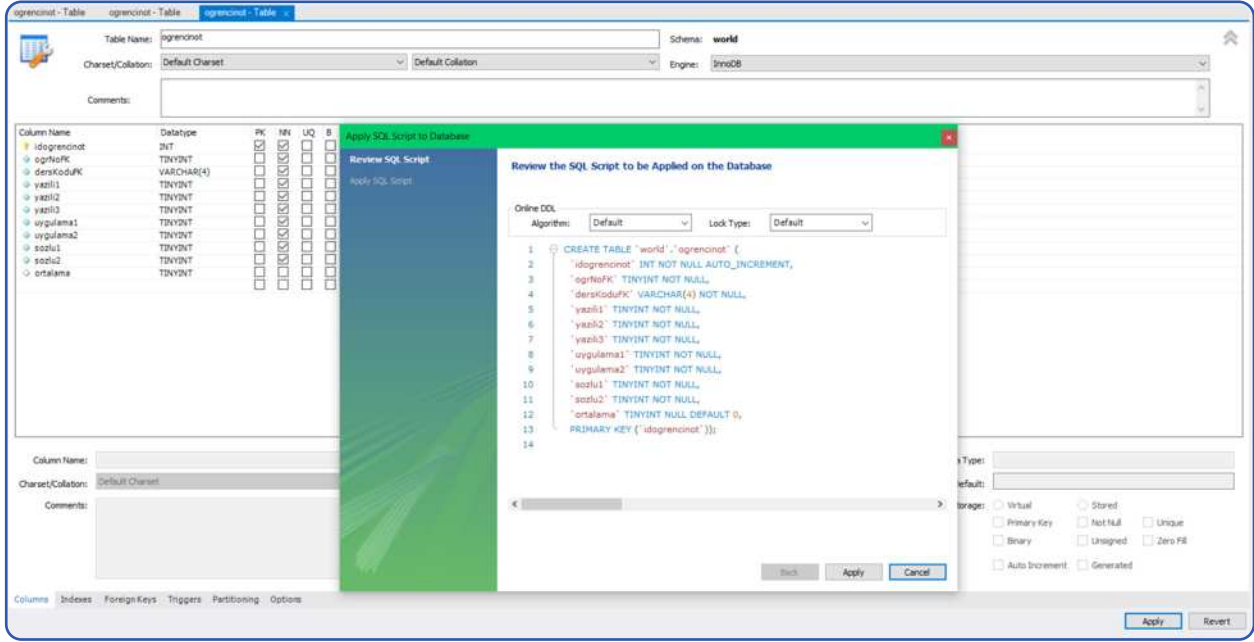 ogrencinot - Table ogrencinot - Table ogrencinot - Table x
Table Name: ogrencinot Schema: world
Charset/Collation: Default Charset Default Collation Engine: InnoDB
Comments:
Column Name Datatype PK NN UQ B
idogrencinot INT
ogrNoFK TINYINT
dersKoduFK VARCHAR(4)
yazili1 TINYINT
yazili2 TINYINT
yazili3 TINYINT
uygulama1 TINYINT
uygulama2 TINYINT
sozlu1 TINYINT
sozlu2 TINYINT
ortalama TINYINT
Apply SQL Script to Database
Review SQL Script
Apply SQL Script
Review the SQL Script to be Applied on the Database
Online DDL
Algorithm: Default Lock Type: Default
1 CREATE TABLE `world`.`ogrencinot` (
2 `idogrencinot` INT NOT NULL AUTO_INCREMENT,
3 `ogrNoFK` TINYINT NOT NULL,
4 `dersKoduFK` VARCHAR(4) NOT NULL,
5 `yazili1` TINYINT NOT NULL,
6 `yazili2` TINYINT NOT NULL,
7 `yazili3` TINYINT NOT NULL,
8 `uygulama1` TINYINT NOT NULL,
9 `uygulama2` TINYINT NOT NULL,
10 `sozlu1` TINYINT NOT NULL,
11 `sozlu2` TINYINT NOT NULL,
12 `ortalama` TINYINT NULL DEFAULT 0,
13 PRIMARY KEY (`idogrencinot`));
14
Back Apply Cancel
Column Name: a Type:
Charset/Collation: Default Charset efault:
Comments: torage: Virtual Stored
Primary Key Not Null Unique
Binary Unsigned Zero Fill
Auto Increment Generated
Columns Indexes Foreign Keys Triggers Partitioning Options
Apply Revert